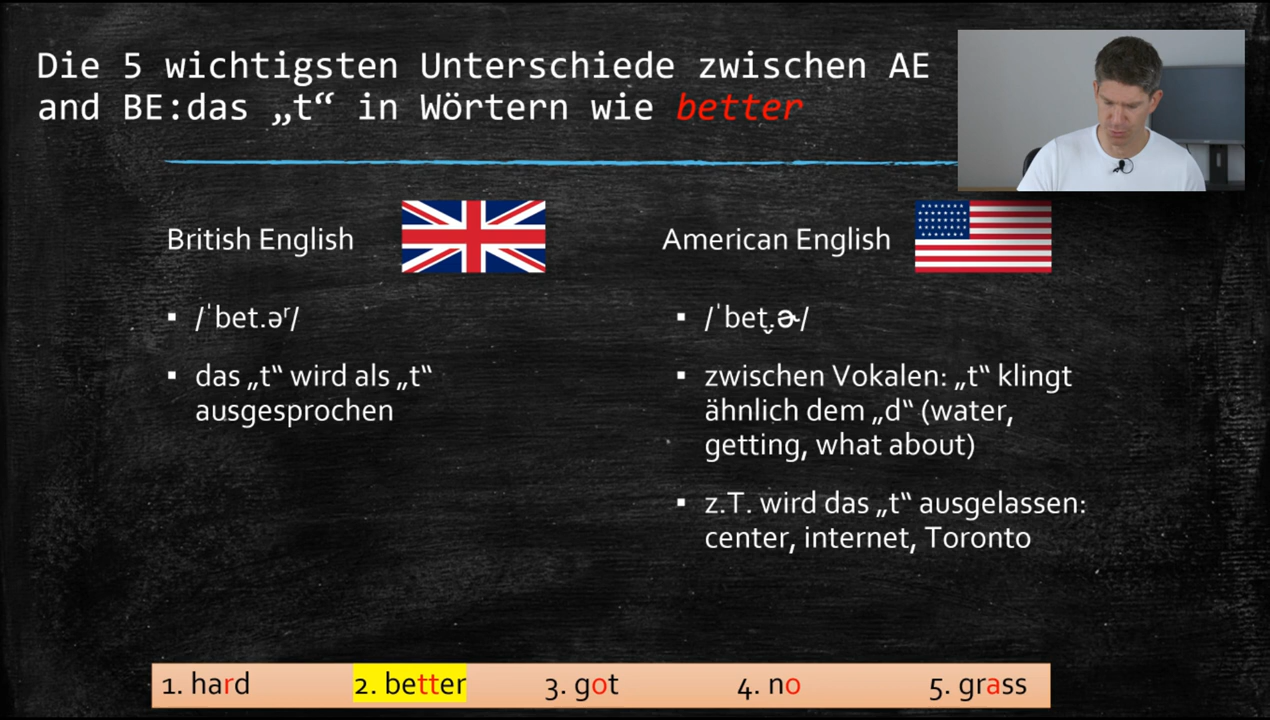 Die 5 wichtigsten Unterschiede zwischen AE
and BE:das „t“ in Wörtern wie better
British English
/ˈbet.əʳ/
das „t“ wird als „t“
ausgesprochen
American English
/ˈbet̬.ɚ/
zwischen Vokalen: „t“ klingt
ähnlich dem „d“ (water,
getting, what about)
z.T. wird das „t“ ausgelassen:
center, internet, Toronto
1. hard 2. better 3. got 4. no 5. grass